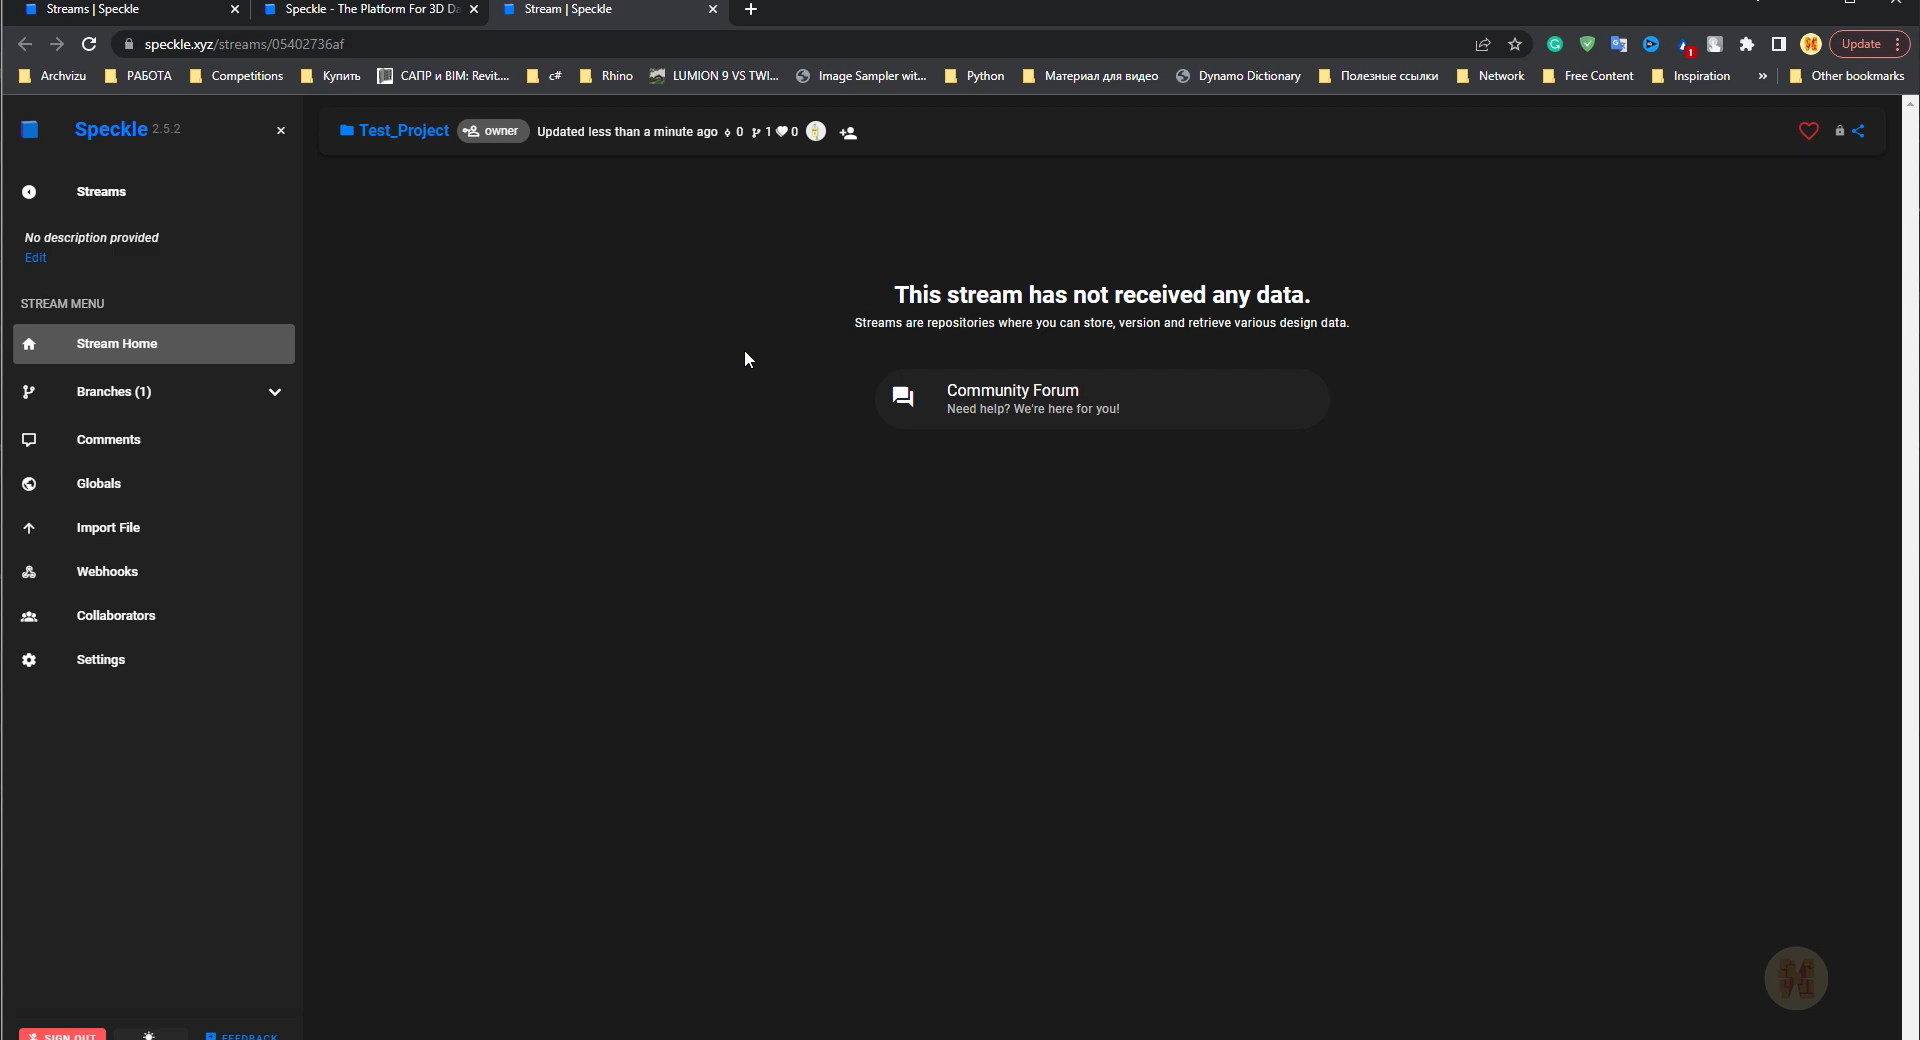 Streams | Speckle
Speckle - The Platform For 3D Da
Stream | Speckle
speckle.xyz/streams/05402736af
Update
Archvizu
РАБОТА
Competitions
Купить
САПР и BIM: Revit....
c#
Rhino
LUMION 9 VS TWI...
Image Sampler wit...
Python
Материал для видео
Dynamo Dictionary
Полезные ссылки
Network
Free Content
Inspiration
»
Other bookmarks
Speckle 2.5.2
Test_Project owner Updated less than a minute ago 0 1 0
Streams
No description provided
Edit
STREAM MENU
Stream Home
Branches (1)
Comments
Globals
Import File
Webhooks
Collaborators
Settings
This stream has not received any data.
Streams are repositories where you can store, version and retrieve various design data.
Community Forum
Need help? We're here for you!
SIGN OUT
FEEDBACK
1